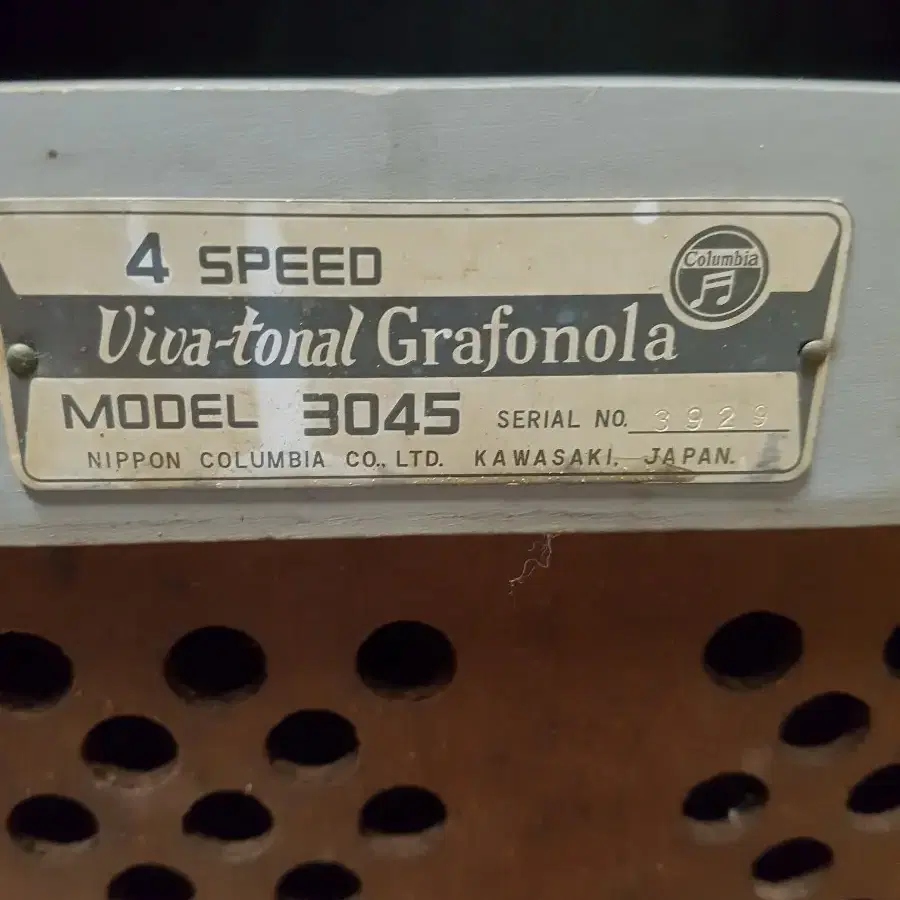 4 SPEED
Columbia
Viva-tonal Grafonola
MODEL 3045 SERIAL NO. 3929
NIPPON COLUMBIA CO., LTD. KAWASAKI, JAPAN.